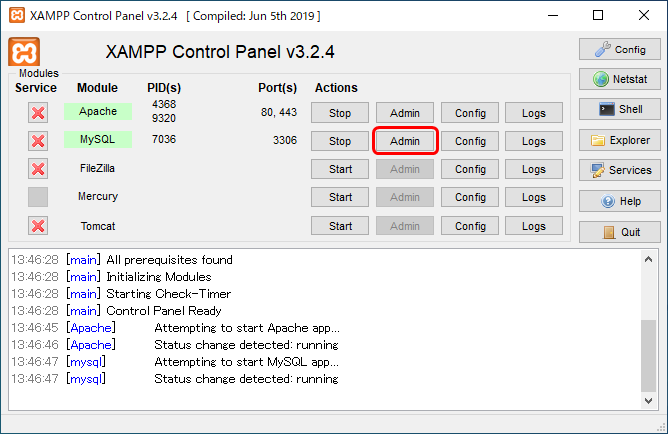 XAMPP Control Panel v3.2.4 [ Compiled: Jun 5th 2019 ]
XAMPP Control Panel v3.2.4
Config
Modules
Service Module PID(s) Port(s) Actions
Netstat
Apache 4368 9320 80, 443 Stop Admin Config Logs
Shell
MySQL 7036 3306 Stop Admin Config Logs
Explorer
FileZilla Start Admin Config Logs
Services
Mercury Start Admin Config Logs
Help
Tomcat Start Admin Config Logs
Quit
13:46:28 [main] All prerequisites found
13:46:28 [main] Initializing Modules
13:46:28 [main] Starting Check-Timer
13:46:28 [main] Control Panel Ready
13:46:45 [Apache] Attempting to start Apache app...
13:46:46 [Apache] Status change detected: running
13:46:47 [mysql] Attempting to start MySQL app...
13:46:47 [mysql] Status change detected: running